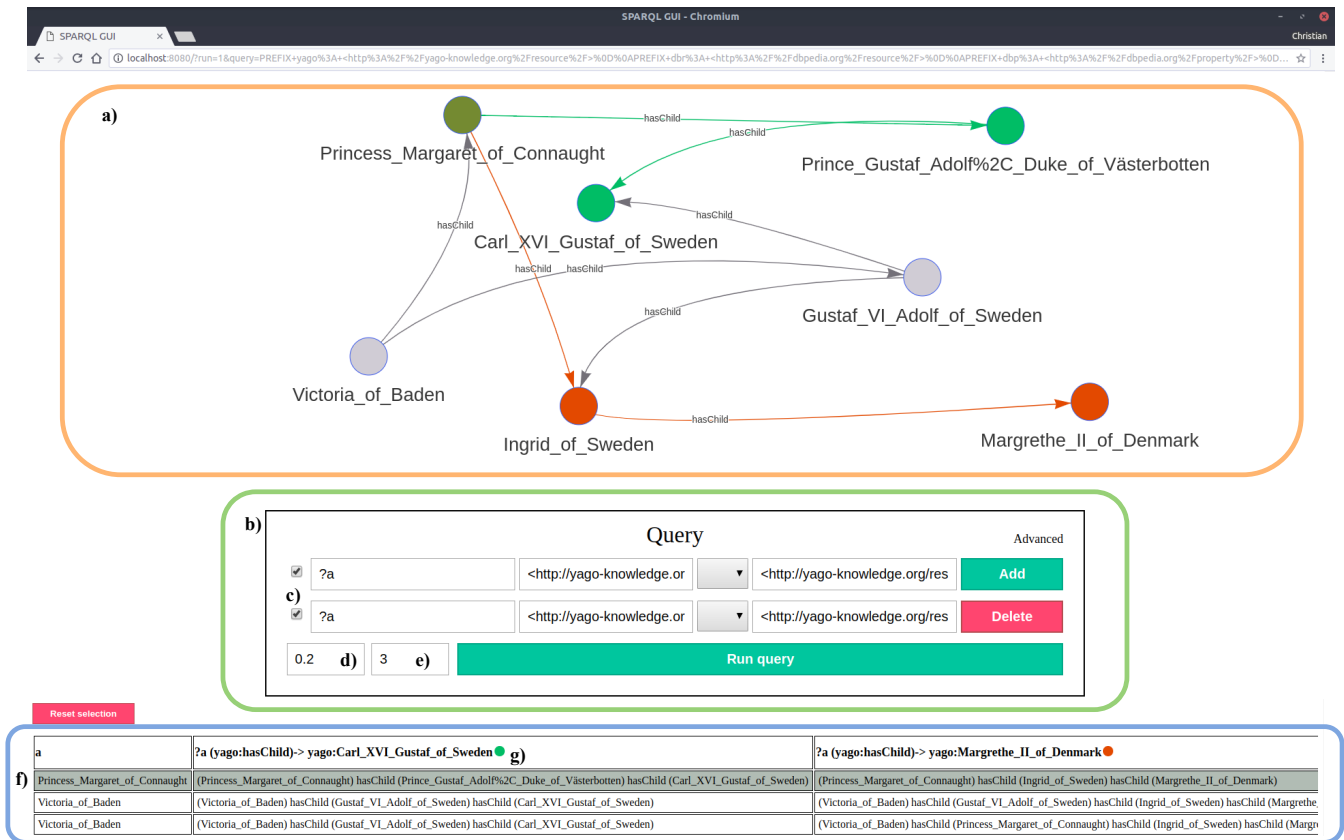 SPARQL GUI - Chromium
SPARQL GUI
Christian
localhost:8080/?run=1&query=PREFIX+yago%3A+<http%3A%2F%2Fyago-knowledge.org%2Fresource%2F>%0D%0APREFIX+dbr%3A+<http%3A%2F%2Fdbpedia.org%2Fresource%2F>%0D%0APREFIX+dbp%3A+<http%3A%2F%2Fdbpedia.org%2Fproperty%2F>%0D...
a)
hasChild
hasChild
Princess_Margaret_of_Connaught
Prince_Gustaf_Adolf%2C_Duke_of_Västerbotten
hasChild
hasChild
Carl_XVI_Gustaf_of_Sweden
hasChild
hasChild
hasChild
Gustaf_VI_Adolf_of_Sweden
Victoria_of_Baden
hasChild
Ingrid_of_Sweden
Margrethe_II_of_Denmark
b)
Query
Advanced
?a <http://yago-knowledge.or <http://yago-knowledge.org/res Add
c)
?a <http://yago-knowledge.or <http://yago-knowledge.org/res Delete
0.2 d) 3 e) Run query
Reset selection
a ?a (yago:hasChild)-> yago:Carl_XVI_Gustaf_of_Sweden g) ?a (yago:hasChild)-> yago:Margrethe_II_of_Denmark
f) Princess_Margaret_of_Connaught (Princess_Margaret_of_Connaught) hasChild (Prince_Gustaf_Adolf%2C_Duke_of_Västerbotten) hasChild (Carl_XVI_Gustaf_of_Sweden) (Princess_Margaret_of_Connaught) hasChild (Ingrid_of_Sweden) hasChild (Margrethe_II_of_Denmark)
Victoria_of_Baden (Victoria_of_Baden) hasChild (Gustaf_VI_Adolf_of_Sweden) hasChild (Carl_XVI_Gustaf_of_Sweden) (Victoria_of_Baden) hasChild (Gustaf_VI_Adolf_of_Sweden) hasChild (Ingrid_of_Sweden) hasChild (Margrethe_
Victoria_of_Baden (Victoria_of_Baden) hasChild (Gustaf_VI_Adolf_of_Sweden) hasChild (Carl_XVI_Gustaf_of_Sweden) (Victoria_of_Baden) hasChild (Princess_Margaret_of_Connaught) hasChild (Ingrid_of_Sweden) hasChild (Margr